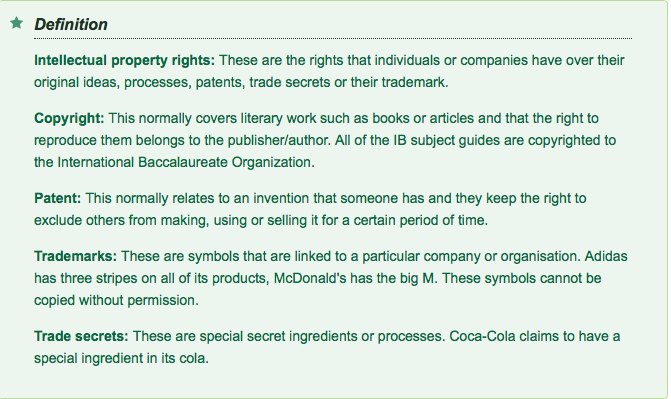 Definition
Intellectual property rights: These are the rights that individuals or companies have over their
original ideas, processes, patents, trade secrets or their trademark.
Copyright: This normally covers literary work such as books or articles and that the right to
reproduce them belongs to the publisher/author. All of the IB subject guides are copyrighted to
the International Baccalaureate Organization.
Patent: This normally relates to an invention that someone has and they keep the right to
exclude others from making, using or selling it for a certain period of time.
Trademarks: These are symbols that are linked to a particular company or organisation. Adidas
has three stripes on all of its products, McDonald's has the big M. These symbols cannot be
copied without permission.
Trade secrets: These are special secret ingredients or processes. Coca-Cola claims to have a
special ingredient in its cola.